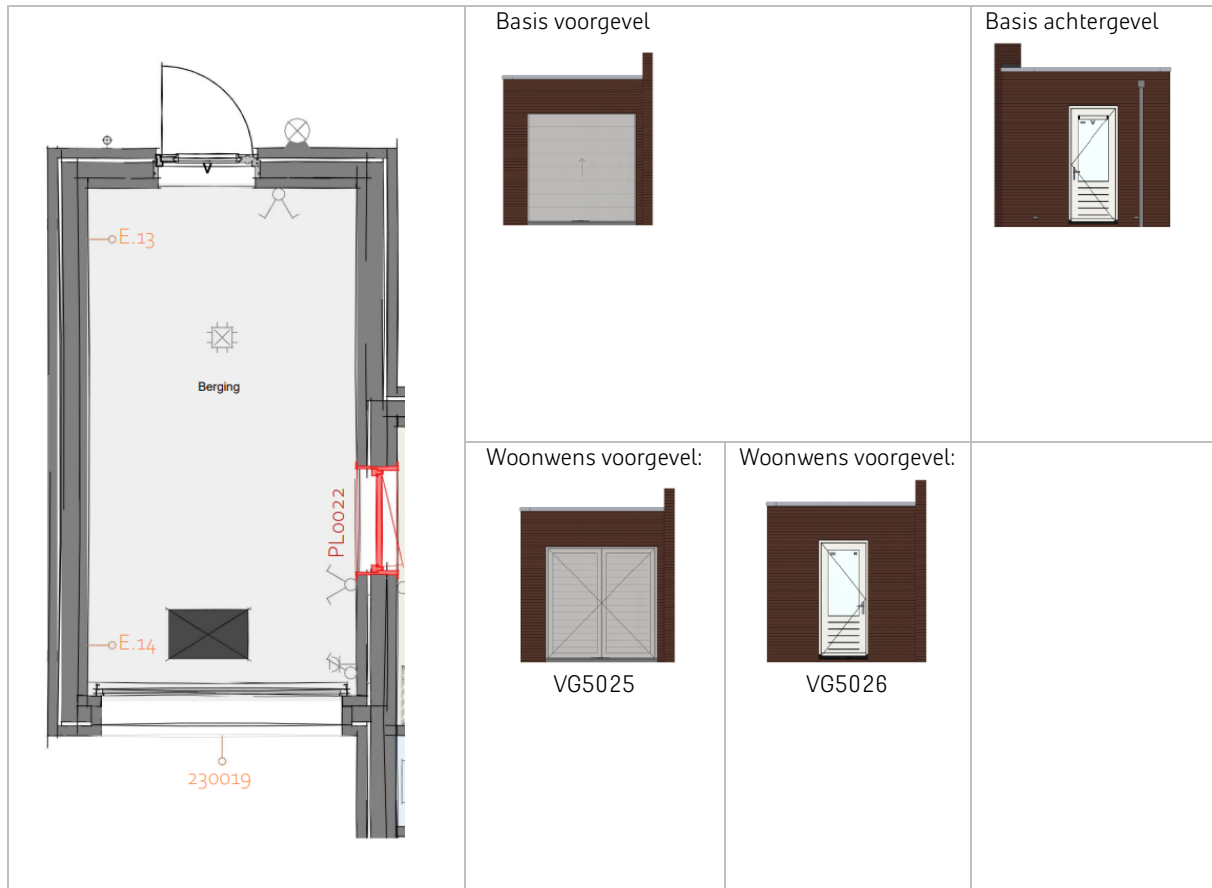 E.13
Berging
PL0022
E.14
230019
Basis voorgevel
Basis achtergevel
Woonwens voorgevel:
VG5025
Woonwens voorgevel:
VG5026